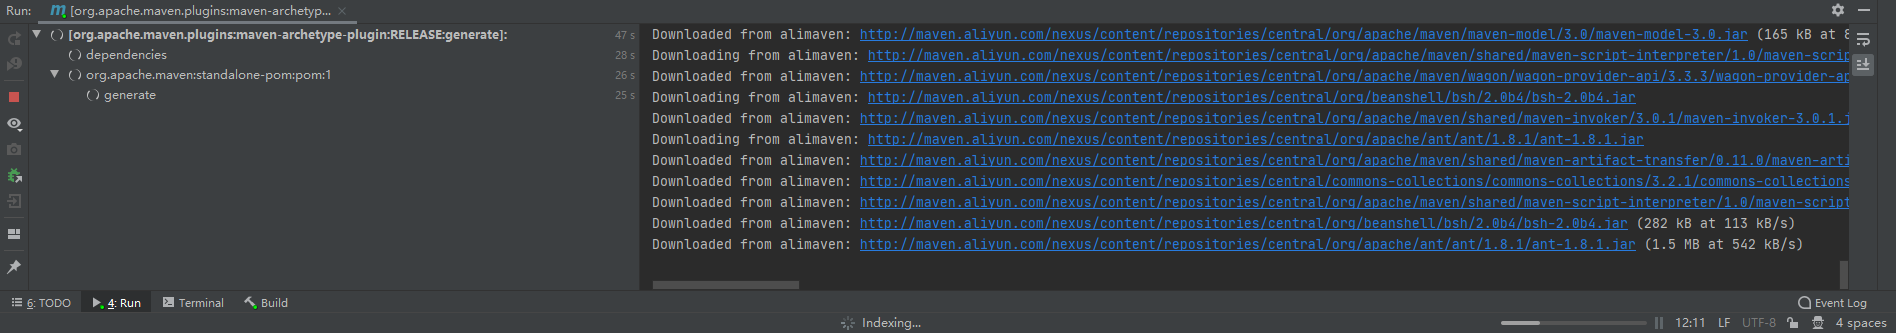 Run: [org.apache.maven.plugins:maven-archetyp...
[org.apache.maven.plugins:maven-archetype-plugin:RELEASE:generate]: 47 s
dependencies 28 s
org.apache.maven:standalone-pom:pom:1 26 s
generate 25 s
Downloaded from alimaven: http://maven.aliyun.com/nexus/content/repositories/central/org/apache/maven/maven-model/3.0/maven-model-3.0.jar (165 kB at 8
Downloading from alimaven: http://maven.aliyun.com/nexus/content/repositories/central/org/apache/maven/shared/maven-script-interpreter/1.0/maven-scrip
Downloaded from alimaven: http://maven.aliyun.com/nexus/content/repositories/central/org/apache/maven/wagon/wagon-provider-api/3.3.3/wagon-provider-ap
Downloading from alimaven: http://maven.aliyun.com/nexus/content/repositories/central/org/beanshell/bsh/2.0b4/bsh-2.0b4.jar
Downloaded from alimaven: http://maven.aliyun.com/nexus/content/repositories/central/org/apache/maven/shared/maven-invoker/3.0.1/maven-invoker-3.0.1.j
Downloading from alimaven: http://maven.aliyun.com/nexus/content/repositories/central/org/apache/ant/ant/1.8.1/ant-1.8.1.jar
Downloaded from alimaven: http://maven.aliyun.com/nexus/content/repositories/central/org/apache/maven/shared/maven-artifact-transfer/0.11.0/maven-arti
Downloaded from alimaven: http://maven.aliyun.com/nexus/content/repositories/central/commons-collections/commons-collections/3.2.1/commons-collections
Downloaded from alimaven: http://maven.aliyun.com/nexus/content/repositories/central/org/apache/maven/shared/maven-script-interpreter/1.0/maven-script
Downloaded from alimaven: http://maven.aliyun.com/nexus/content/repositories/central/org/beanshell/bsh/2.0b4/bsh-2.0b4.jar (282 kB at 113 kB/s)
Downloaded from alimaven: http://maven.aliyun.com/nexus/content/repositories/central/org/apache/ant/ant/1.8.1/ant-1.8.1.jar (1.5 MB at 542 kB/s)
6: TODO 4: Run Terminal Build Event Log
Indexing... 12:11 LF UTF-8 4 spaces